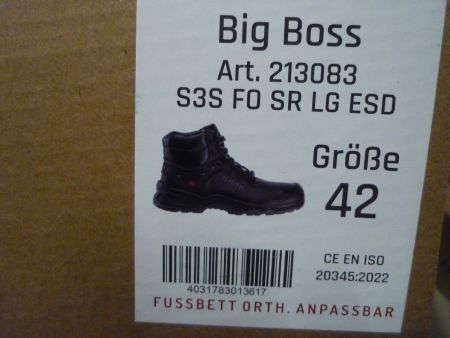 Big Boss
Art. 213083
S3S FO SR LG ESD
Größe
42
CE EN ISO
20345:2022
4031783013617
FUSSBETT ORTH. ANPASSBAR